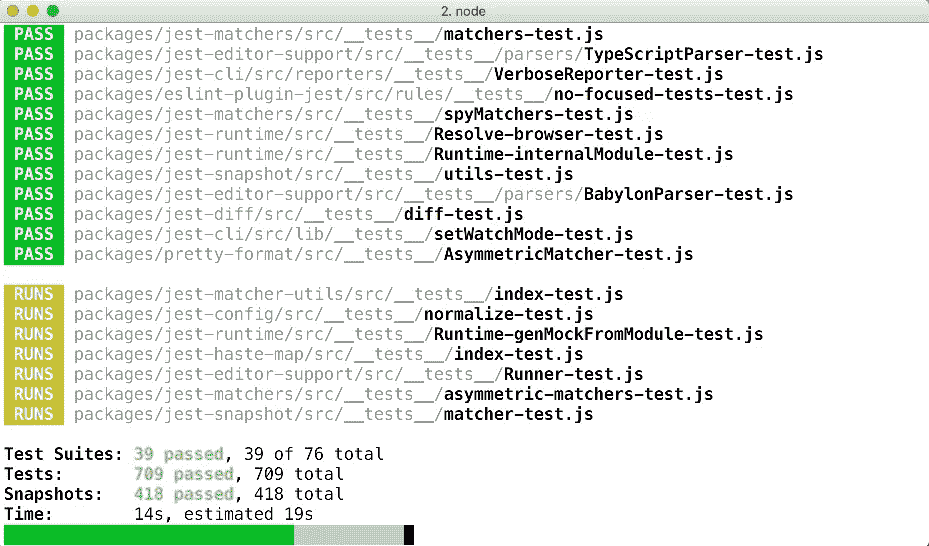 2. node
PASS packages/jest-matchers/src/__tests__/matchers-test.js
PASS packages/jest-editor-support/src/__tests__/parsers/TypeScriptParser-test.js
PASS packages/jest-cli/src/reporters/__tests__/VerboseReporter-test.js
PASS packages/eslint-plugin-jest/src/rules/__tests__/no-focused-tests-test.js
PASS packages/jest-matchers/src/__tests__/spyMatchers-test.js
PASS packages/jest-runtime/src/__tests__/Resolve-browser-test.js
PASS packages/jest-runtime/src/__tests__/Runtime-internalModule-test.js
PASS packages/jest-snapshot/src/__tests__/utils-test.js
PASS packages/jest-editor-support/src/__tests__/parsers/BabylonParser-test.js
PASS packages/jest-diff/src/__tests__/diff-test.js
PASS packages/jest-cli/src/lib/__tests__/setWatchMode-test.js
PASS packages/pretty-format/src/__tests__/AsymmetricMatcher-test.js
RUNS packages/jest-matcher-utils/src/__tests__/index-test.js
RUNS packages/jest-config/src/__tests__/normalize-test.js
RUNS packages/jest-runtime/src/__tests__/Runtime-genMockFromModule-test.js
RUNS packages/jest-haste-map/src/__tests__/index-test.js
RUNS packages/jest-editor-support/src/__tests__/Runner-test.js
RUNS packages/jest-matchers/src/__tests__/asymmetric-matchers-test.js
RUNS packages/jest-snapshot/src/__tests__/matcher-test.js
Test Suites: 39 passed, 39 of 76 total
Tests: 709 passed, 709 total
Snapshots: 418 passed, 418 total
Time: 14s, estimated 19s